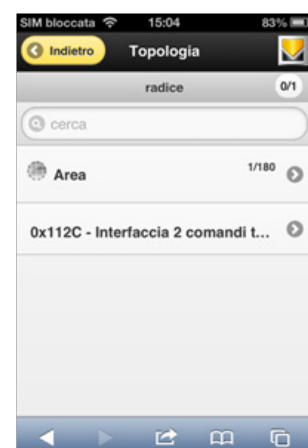 SIM bloccata 15:04 83%
Indietro Topologia
radice 0/1
cerca
Area 1/180
0x112C - Interfaccia 2 comandi t...